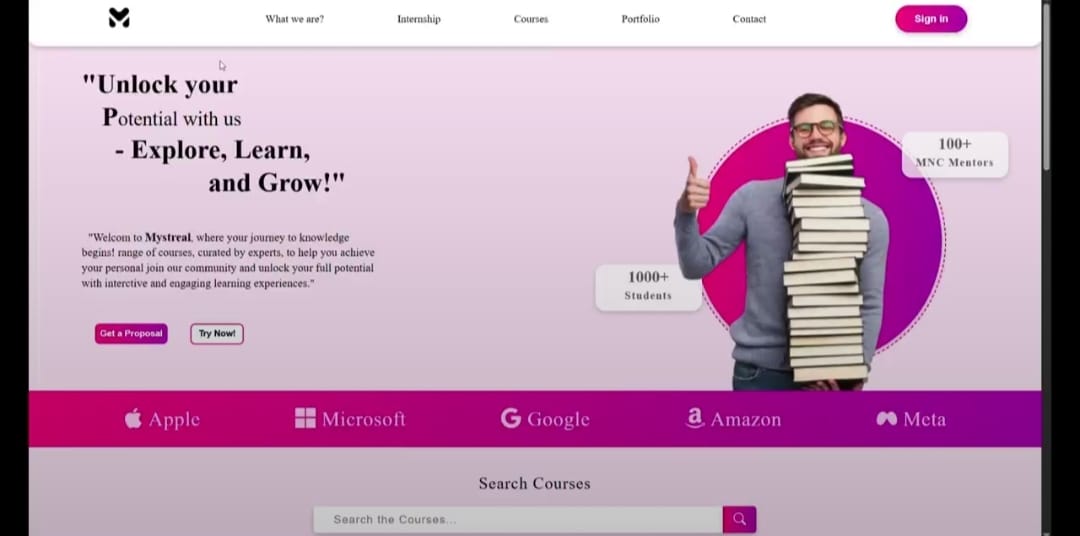 What we are?
Internship
Courses
Portfolio
Contact
Sign in
"Unlock your
Potential with us
- Explore, Learn,
and Grow!"
"Welcom to Mystreal, where your journey to knowledge
begins! range of courses, curated by experts, to help you achieve
your personal join our community and unlock your full potential
with interctive and engaging learning experiences."
Get a Proposal
Try Now!
100+
MNC Mentors
1000+
Students
Apple
Microsoft
Google
Amazon
Meta
Search Courses
Search the Courses...